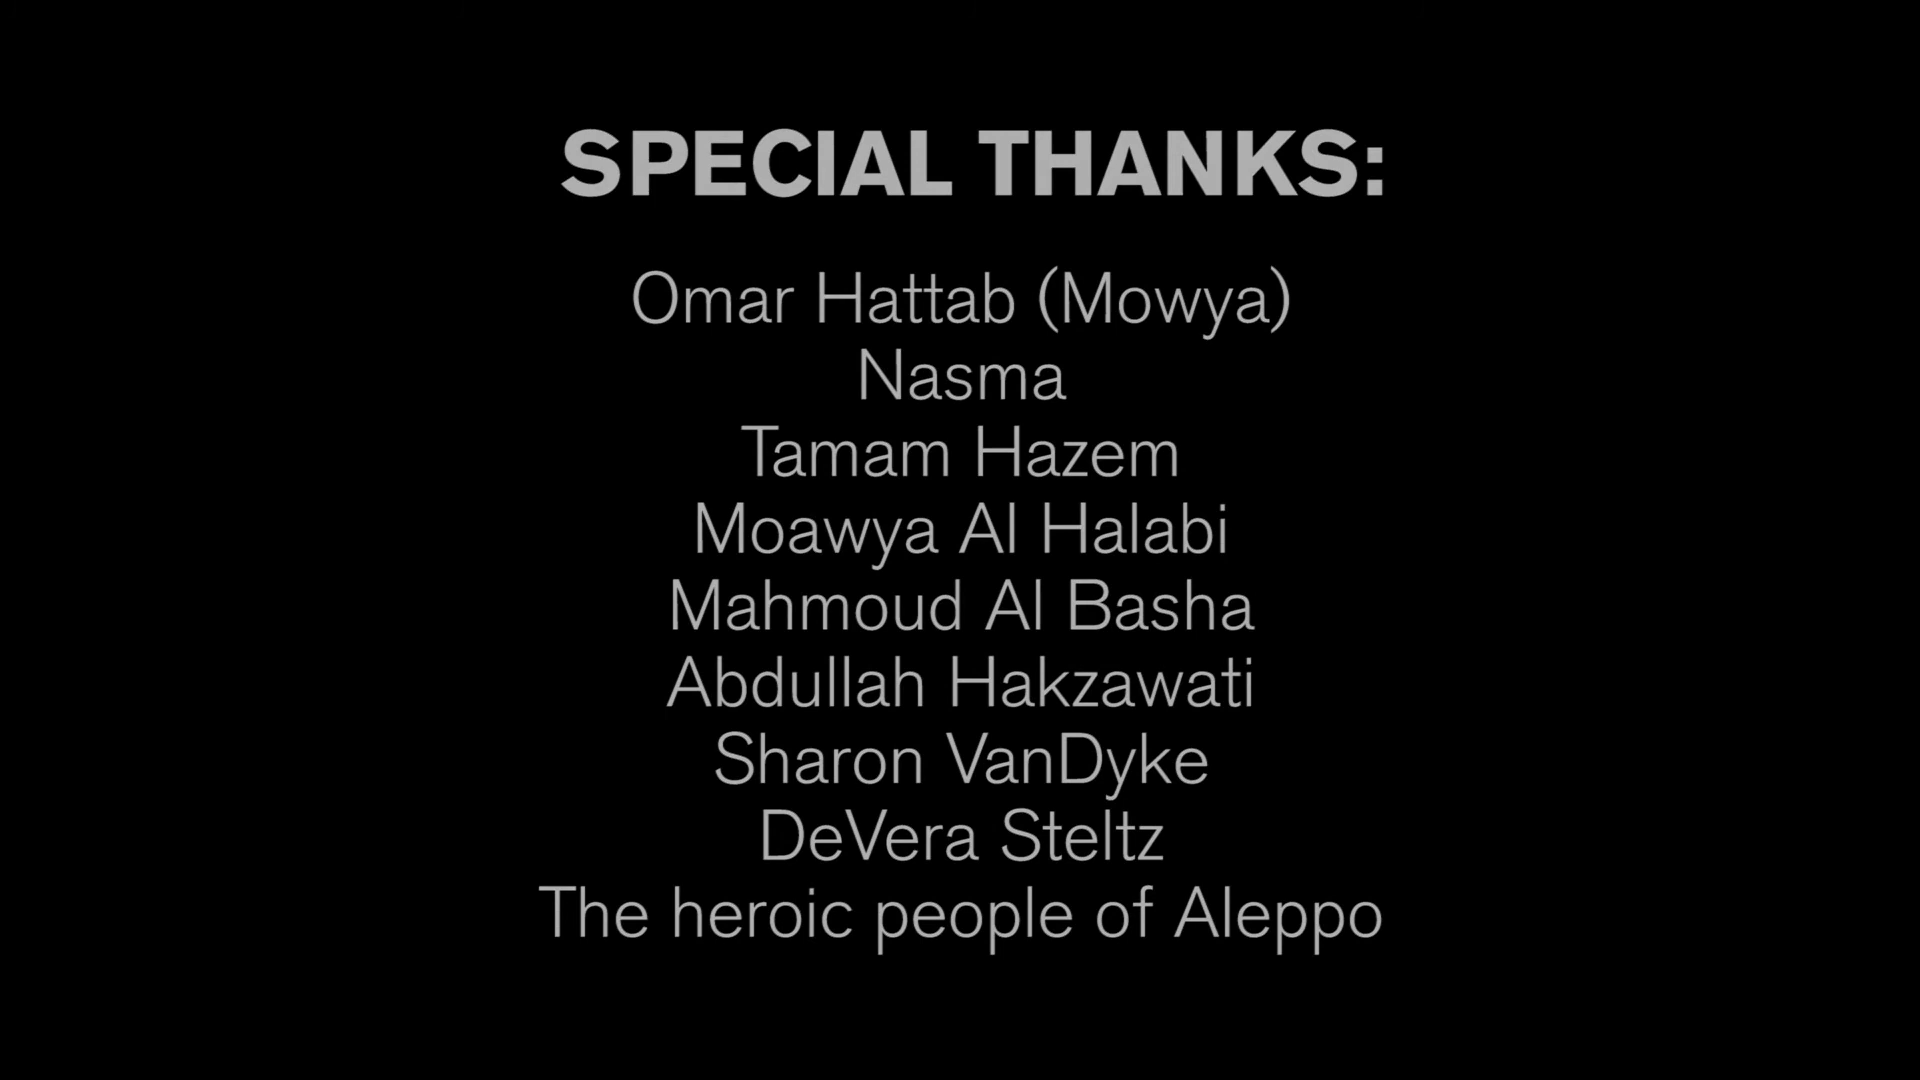 SPECIAL THANKS:
Omar Hattab (Mowya)
Nasma
Tamam Hazem
Moawya Al Halabi
Mahmoud Al Basha
Abdullah Hakzawati
Sharon VanDyke
DeVera Steltz
The heroic people of Aleppo